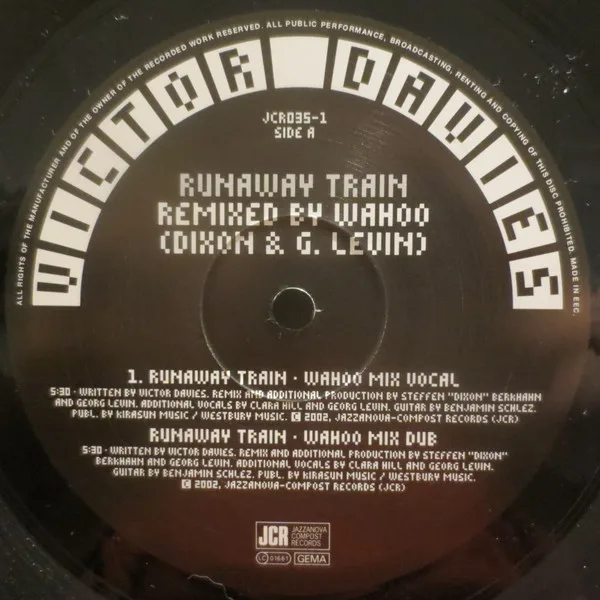 ALL RIGHTS OF THE MANUFACTURER AND OF THE OWNER OF THE RECORDED WORK RESERVED. ALL PUBLIC PERFORMANCE, BROADCASTING, RENTING AND COPYING OF THIS DISC PROHIBITED. MADE IN EEC.
VICTOR DAVIES
JCR035-1
SIDE A
RUNAWAY TRAIN
REMIXED BY WAHOO
(DIXON & G. LEVIN)
1. RUNAWAY TRAIN · WAHOO MIX VOCAL
5:30 · WRITTEN BY VICTOR DAVIES. REMIX AND ADDITIONAL PRODUCTION BY STEFFEN "DIXON" BERKHAHN
AND GEORG LEVIN. ADDITIONAL VOCALS BY CLARA HILL AND GEORG LEVIN. GUITAR BY BENJAMIN SCHLEZ.
PUBL. BY KIRASUN MUSIC / WESTBURY MUSIC. © 2002, JAZZANOVA-COMPOST RECORDS (JCR)
RUNAWAY TRAIN · WAHOO MIX DUB
5:30 · WRITTEN BY VICTOR DAVIES. REMIX AND ADDITIONAL PRODUCTION BY STEFFEN "DIXON"
BERKHAHN AND GEORG LEVIN. ADDITIONAL VOCALS BY CLARA HILL AND GEORG LEVIN.
GUITAR BY BENJAMIN SCHLEZ. PUBL. BY KIRASUN MUSIC / WESTBURY MUSIC.
© 2002, JAZZANOVA-COMPOST RECORDS (JCR)
JCR JAZZANOVA
COMPOST
RECORDS
LC 01661 GEMA